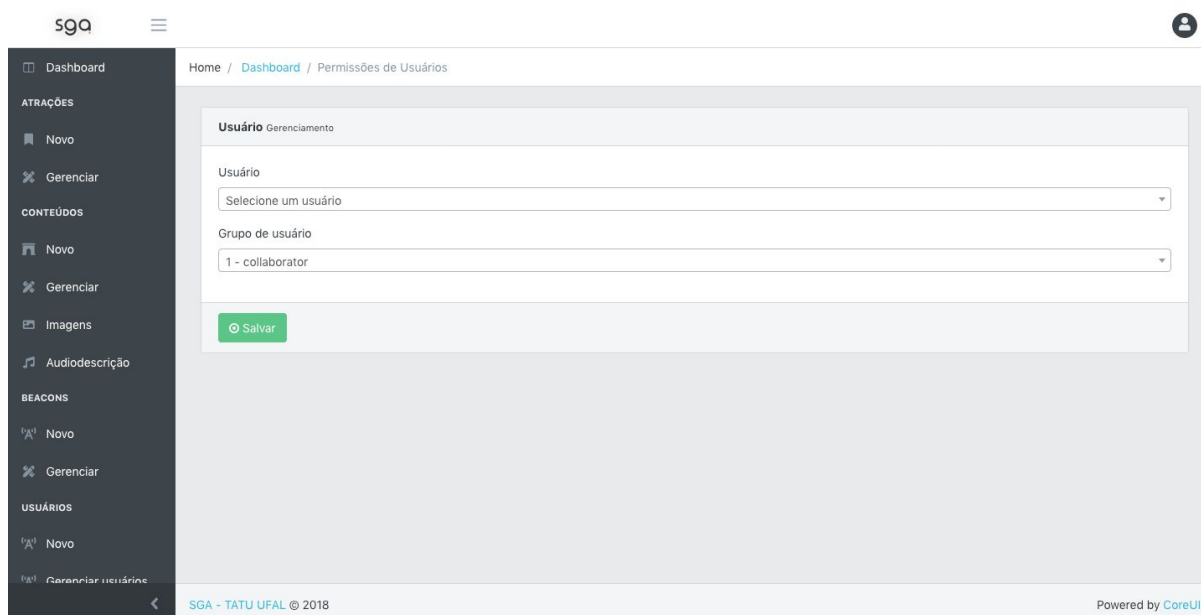 sga
Dashboard
ATRAÇÕES
Novo
Gerenciar
CONTEÚDOS
Novo
Gerenciar
Imagens
Audiodescrição
BEACONS
Novo
Gerenciar
USUÁRIOS
Novo
Gerenciar usuários
Home / Dashboard / Permissões de Usuários
Usuário Gerenciamento
Usuário
Selecione um usuário
Grupo de usuário
1 - collaborator
Salvar
SGA - TATU UFAL © 2018
Powered by CoreUI